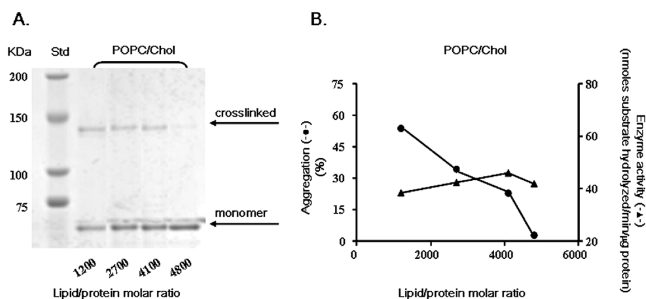 A.
KDa
Std
POPC/Chol
200
150
100
75
crosslinked
monomer
1200 2700 4100 4800
Lipid/protein molar ratio
B.
POPC/Chol
Aggregation (-●-)
(%)
75
60
45
30
15
0
0 2000 4000 6000
Lipid/protein molar ratio
80
60
40
20
Enzyme activity (-▲-)
(nmoles substrate hydrolyzed/min/µg protein)